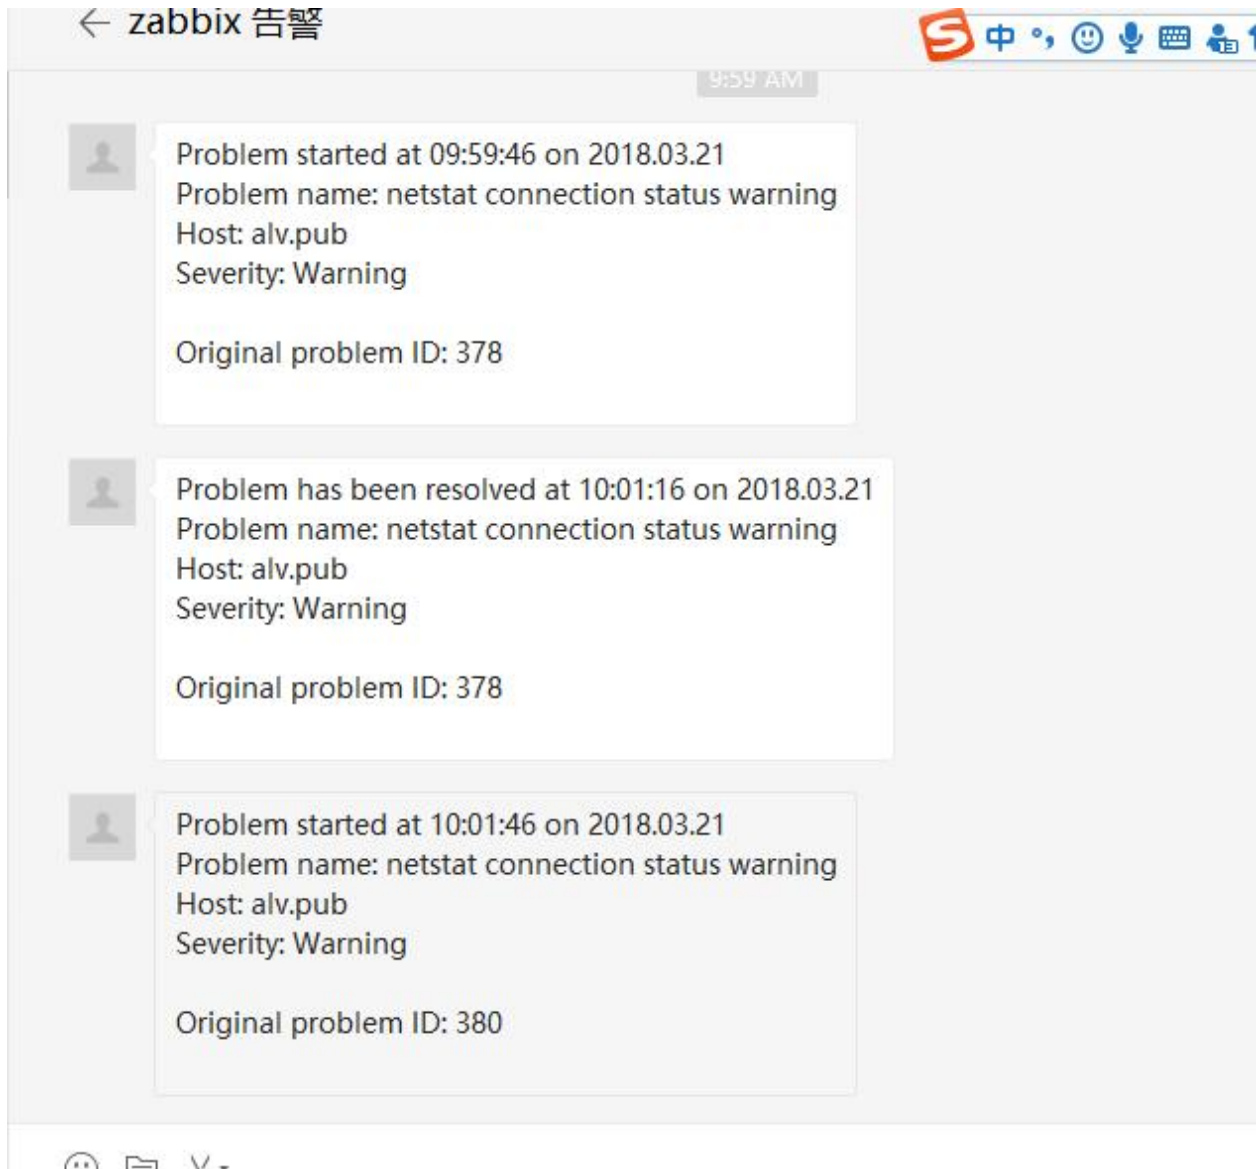 zabbix 告警
中
13
9:59 AM
Problem started at 09:59:46 on 2018.03.21
Problem name: netstat connection status warning
Host: alv.pub
Severity: Warning
Original problem ID: 378
Problem has been resolved at 10:01:16 on 2018.03.21
Problem name: netstat connection status warning
Host: alv.pub
Severity: Warning
Original problem ID: 378
Problem started at 10:01:46 on 2018.03.21
Problem name: netstat connection status warning
Host: alv.pub
Severity: Warning
Original problem ID: 380